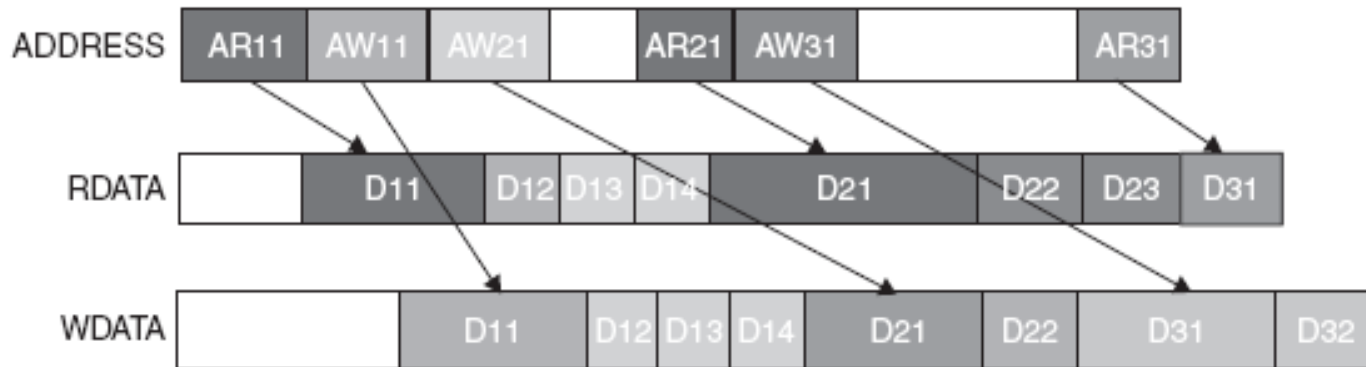 ADDRESS AR11 AW11 AW21 AR21 AW31 AR31
RDATA D11 D12 D13 D14 D21 D22 D23 D31
WDATA D11 D12 D13 D14 D21 D22 D31 D32